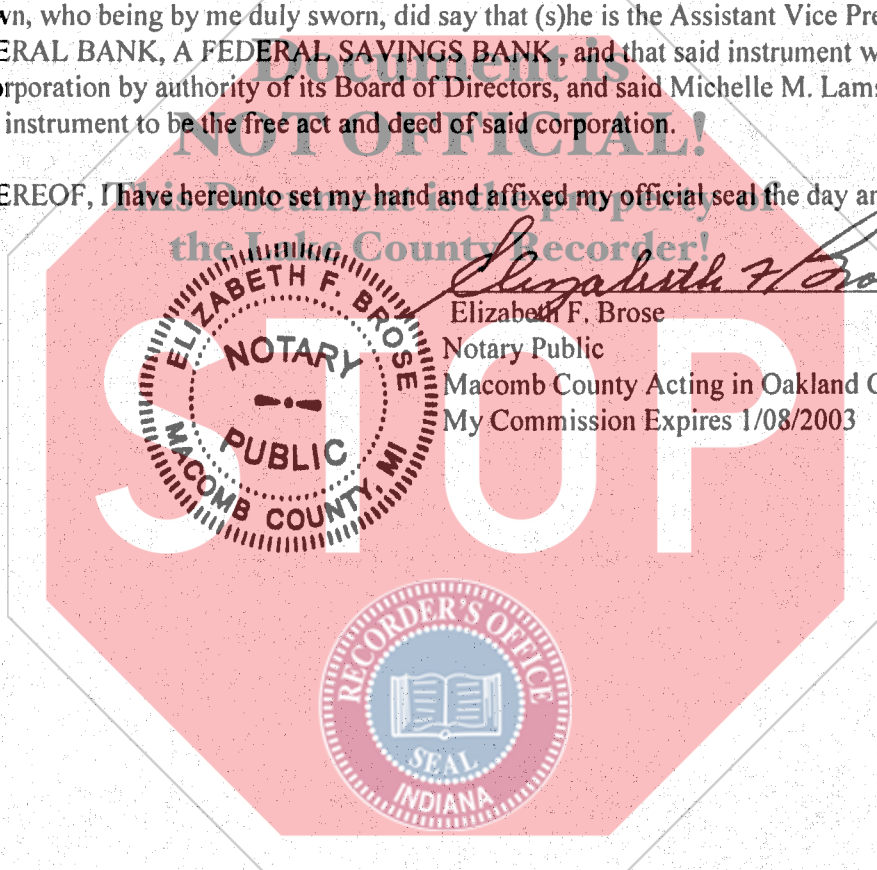 wn, who being by me duly sworn, did say that (s)he is the Assistant Vice Pre
ERAL BANK, A FEDERAL SAVINGS BANK , and that said instrument w
orporation by authority of its Board of Directors, and said Michelle M. Lams
instrument to be the free act and deed of said corporation.
EREOF, I have hereunto set my hand and affixed my official seal the day an
Document is
NOT OFFICIAL!
This Document is the property of
the Lake County Recorder!
STOP
Elizabeth F Bro
Elizabeth F. Brose
Notary Public
Macomb County Acting in Oakland C
My Commission Expires 1/08/2003
ELIZABETH F. BROSE
NOTARY
PUBLIC
MACOMB COUNTY, MI
RECORDER'S OFFICE
SEAL
INDIANA